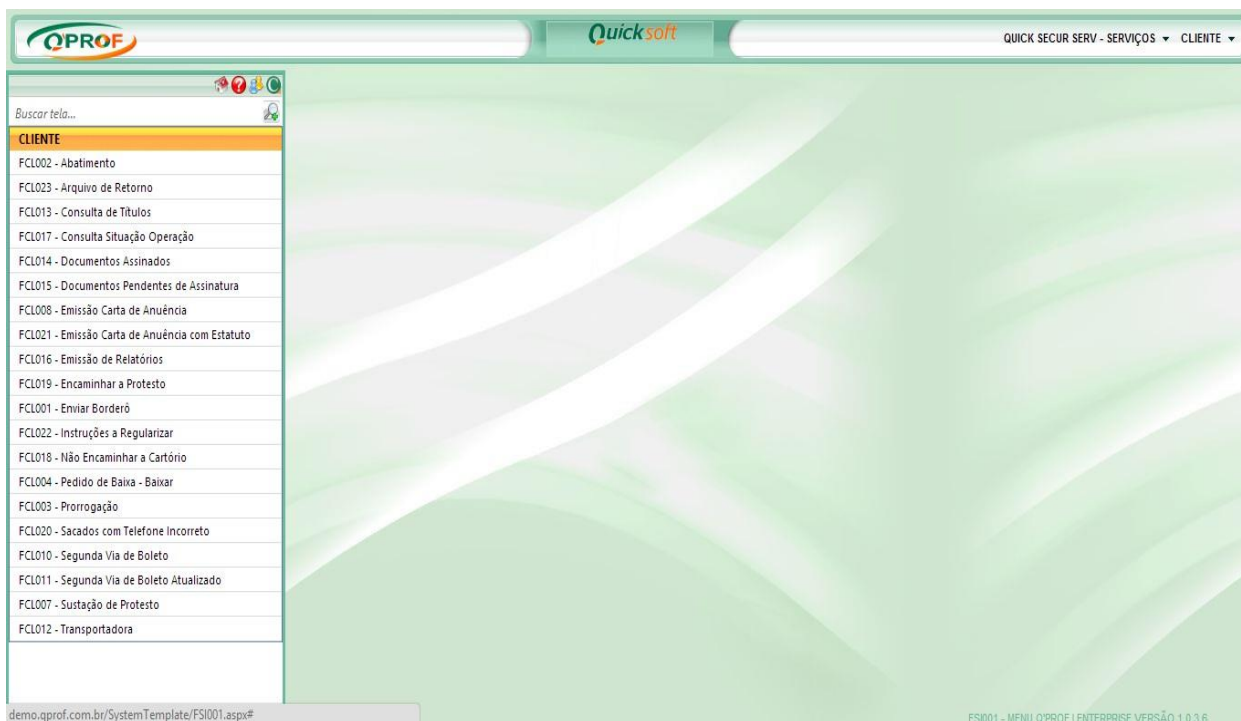 Q'PROF
Quicksoft
QUICK SECUR SERV - SERVIÇOS
CLIENTE
Buscar tela...
CLIENTE
FCL002 - Abatimento
FCL023 - Arquivo de Retorno
FCL013 - Consulta de Títulos
FCL017 - Consulta Situação Operação
FCL014 - Documentos Assinados
FCL015 - Documentos Pendentes de Assinatura
FCL008 - Emissão Carta de Anuência
FCL021 - Emissão Carta de Anuência com Estatuto
FCL016 - Emissão de Relatórios
FCL019 - Encaminhar a Protesto
FCL001 - Enviar Borderô
FCL022 - Instruções a Regularizar
FCL018 - Não Encaminhar a Cartório
FCL004 - Pedido de Baixa - Baixar
FCL003 - Prorrogação
FCL020 - Sacados com Telefone Incorreto
FCL010 - Segunda Via de Boleto
FCL011 - Segunda Via de Boleto Atualizado
FCL007 - Sustação de Protesto
FCL012 - Transportadora
demo.qprof.com.br/SystemTemplate/FSI001.aspx#
FSI001 - MENU Q'PROF | ENTERPRISE VERSÃO 1.0.3.6